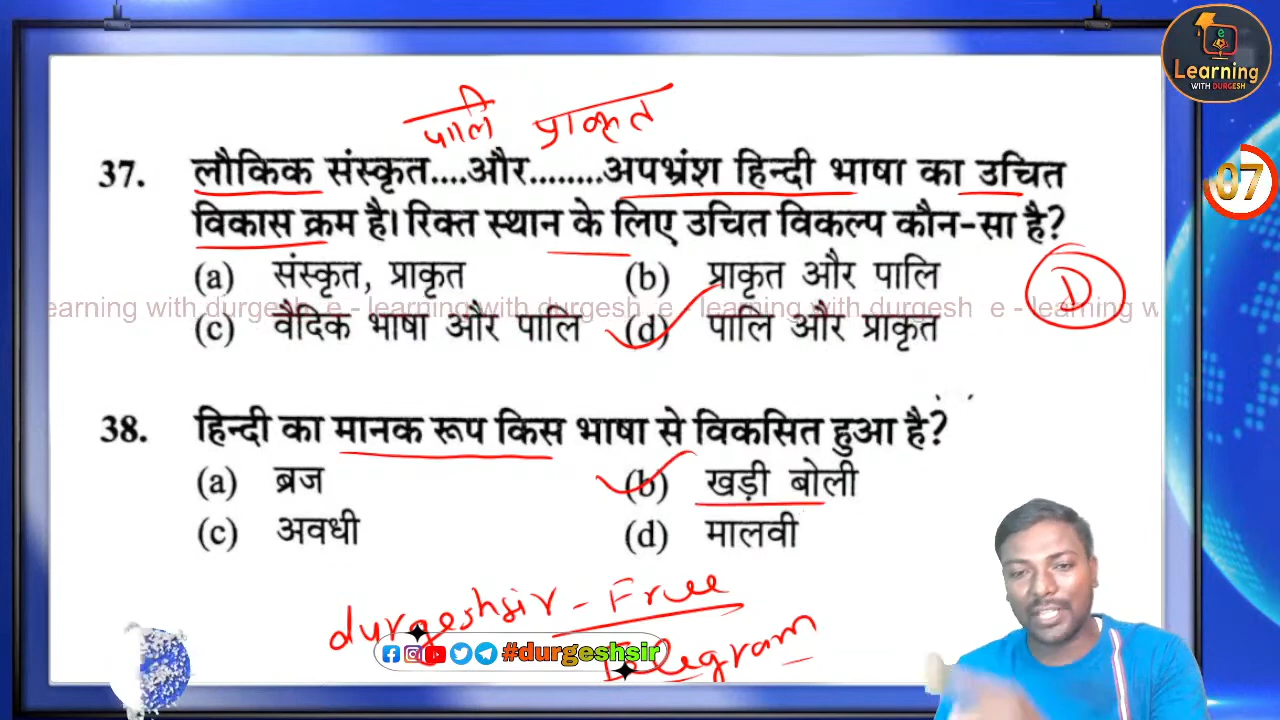 e
Learning
WITH DURGESH
पालि प्राकृत
07
37. लौकिक संस्कृत....और........अपभ्रंश हिन्दी भाषा का उचित
विकास क्रम है। रिक्त स्थान के लिए उचित विकल्प कौन-सा है?
(a) संस्कृत, प्राकृत (b) प्राकृत और पालि
D
earning with durgesh e - learning with durgesh e - learning with durgesh e - learning w
(c) वैदिक भाषा और पालि (d) पालि और प्राकृत
38. हिन्दी का मानक रूप किस भाषा से विकसित हुआ है?
(a) ब्रज (b) खड़ी बोली
(c) अवधी (d) मालवी
durgeshsir - Free
#durgeshsir
Telegram